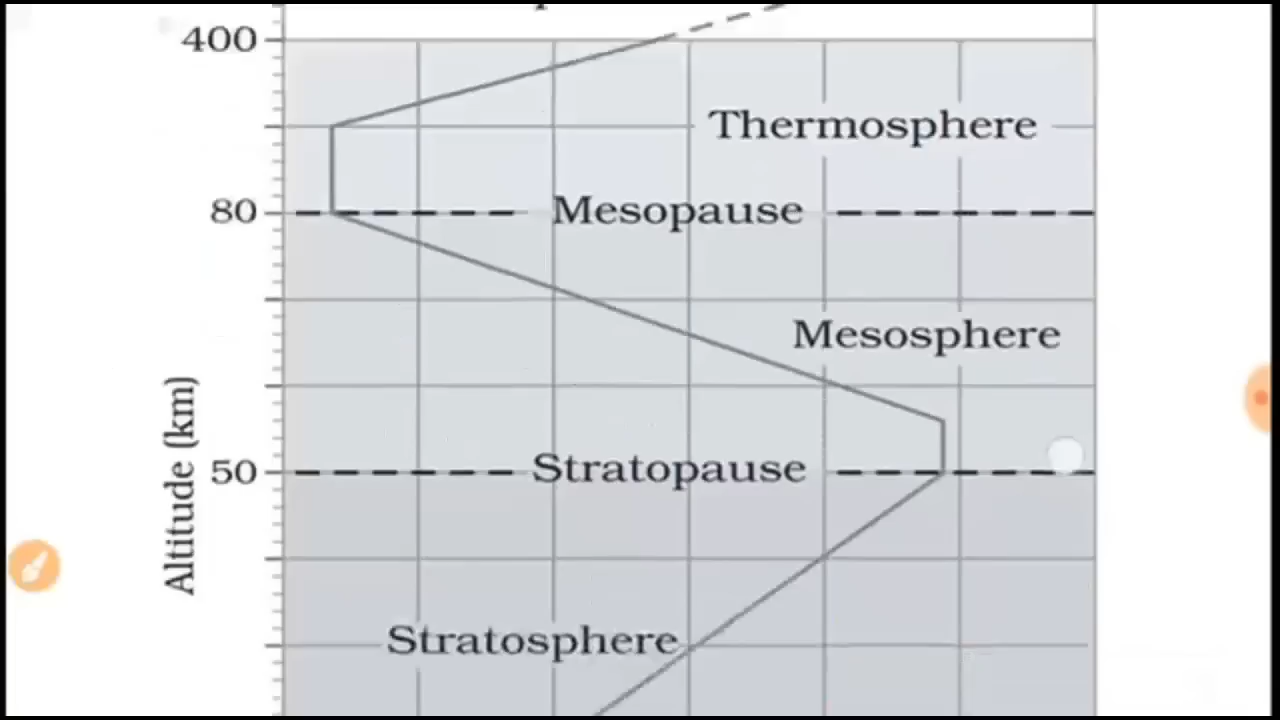 400
Thermosphere
80
Mesopause
Mesosphere
Altitude (km)
50
Stratopause
Stratosphere